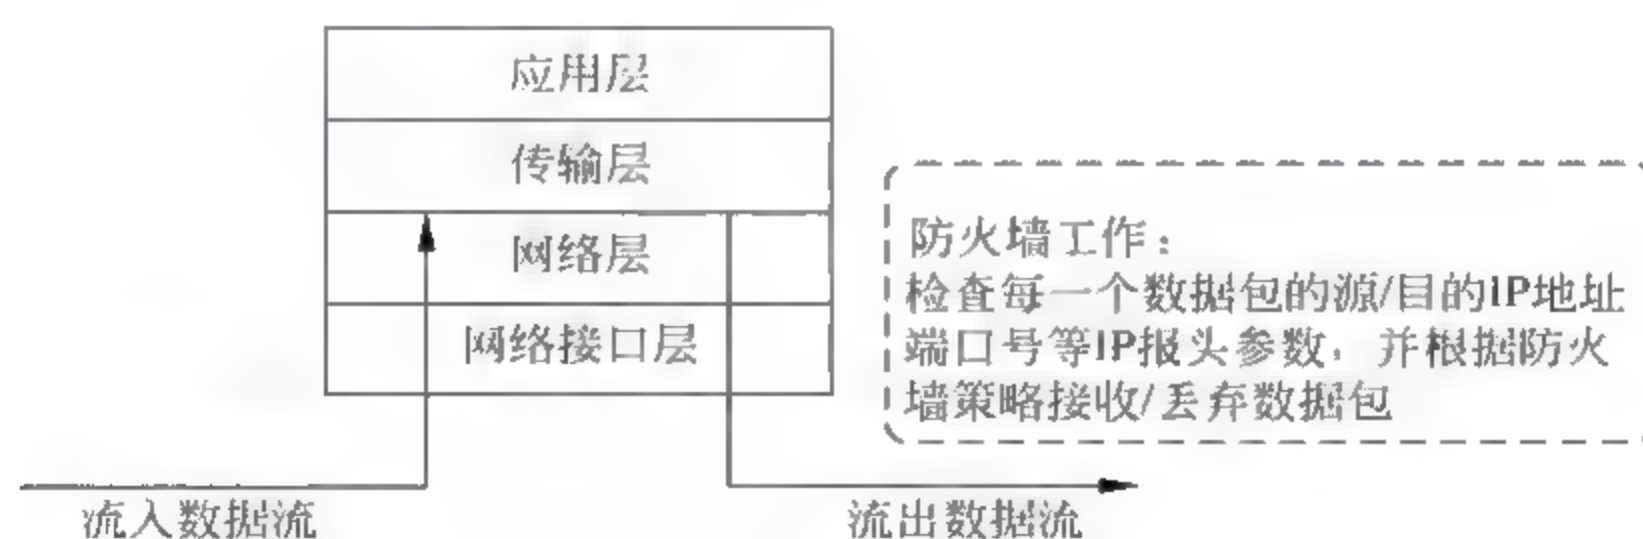 应用层
传输层
网络层
网络接口层
防火墙工作：
检查每一个数据包的源/目的IP地址
端口号等IP报头参数，并根据防火
墙策略接收/丢弃数据包
流入数据流
流出数据流